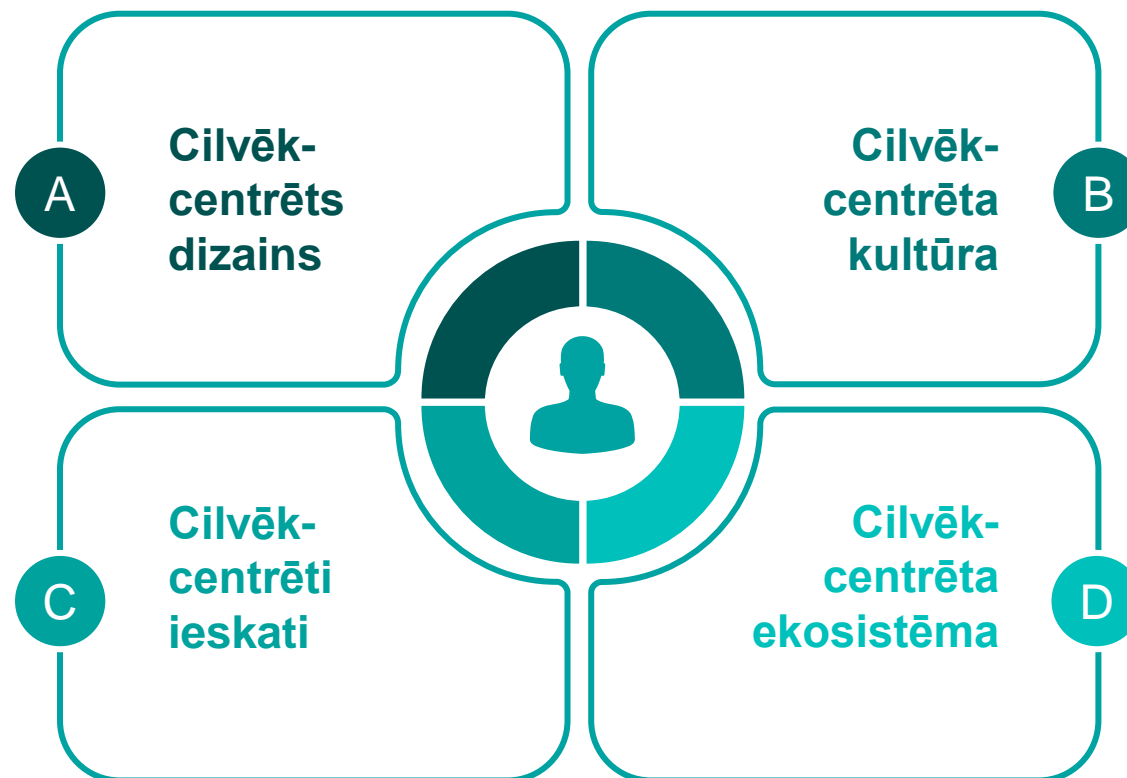 A
Cilvēk-
centrēts
dizains
Cilvēk-
centrēta
kultūra
B
C
Cilvēk-
centrēti
ieskati
Cilvēk-
centrēta
ekosistēma
D